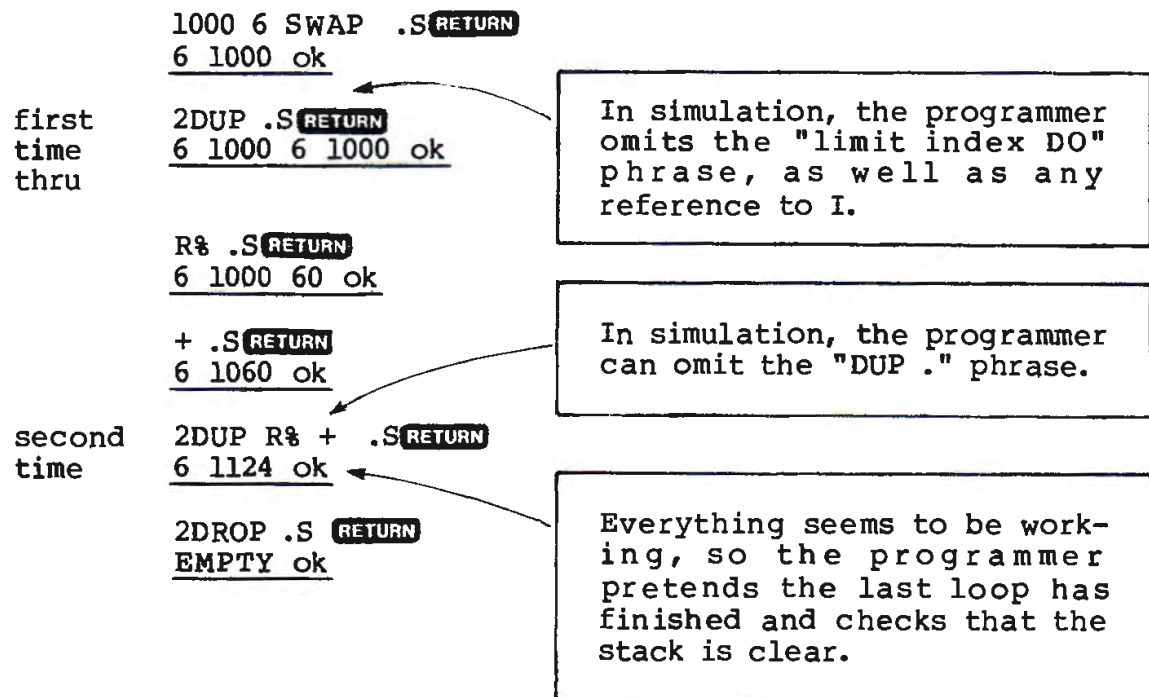 1000 6 SWAP .S RETURN
6 1000 ok
first time thru
2DUP .S RETURN
6 1000 6 1000 ok
In simulation, the programmer
omits the "limit index DO"
phrase, as well as any
reference to I.
R% .S RETURN
6 1000 60 ok
+ .S RETURN
6 1060 ok
In simulation, the programmer
can omit the "DUP ." phrase.
second time
2DUP R% + .S RETURN
6 1124 ok
2DROP .S RETURN
EMPTY ok
Everything seems to be work-
ing, so the programmer
pretends the last loop has
finished and checks that the
stack is clear.